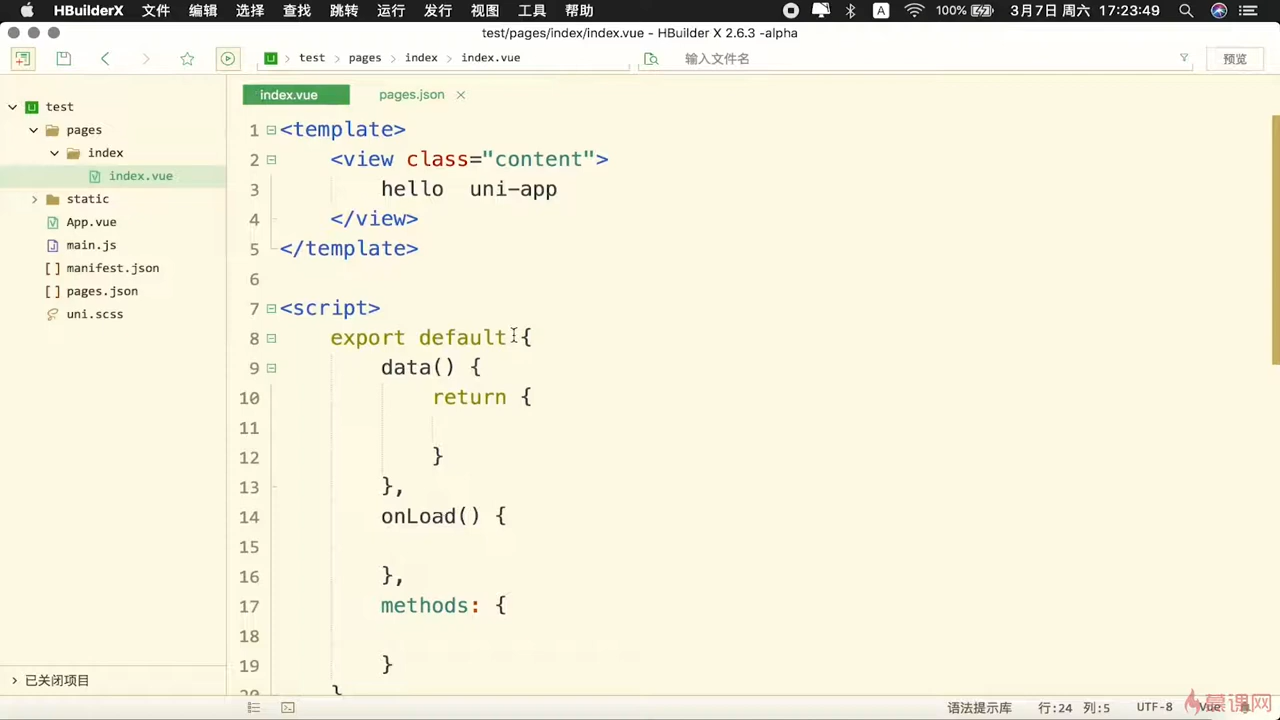 HBuilderX 文件 编辑 选择 查找 跳转 运行 发行 视图 工具 帮助 A 100% 3月7日 周六 17:23:49
test/pages/index/index.vue - HBuilder X 2.6.3 -alpha
test pages index index.vue 输入文件名 预览
index.vue pages.json
test
pages
index
index.vue
static
App.vue
main.js
manifest.json
pages.json
uni.scss
1 <template>
2 <view class="content">
3 hello uni-app
4 </view>
5 </template>
6
7 <script>
8 export default {
9 data() {
10 return {
11
12 }
13 },
14 onLoad() {
15
16 },
17 methods: {
18
19 }
20 }
已关闭项目
语法提示库 行:24 列:5 UTF-8 Vue
慕课网